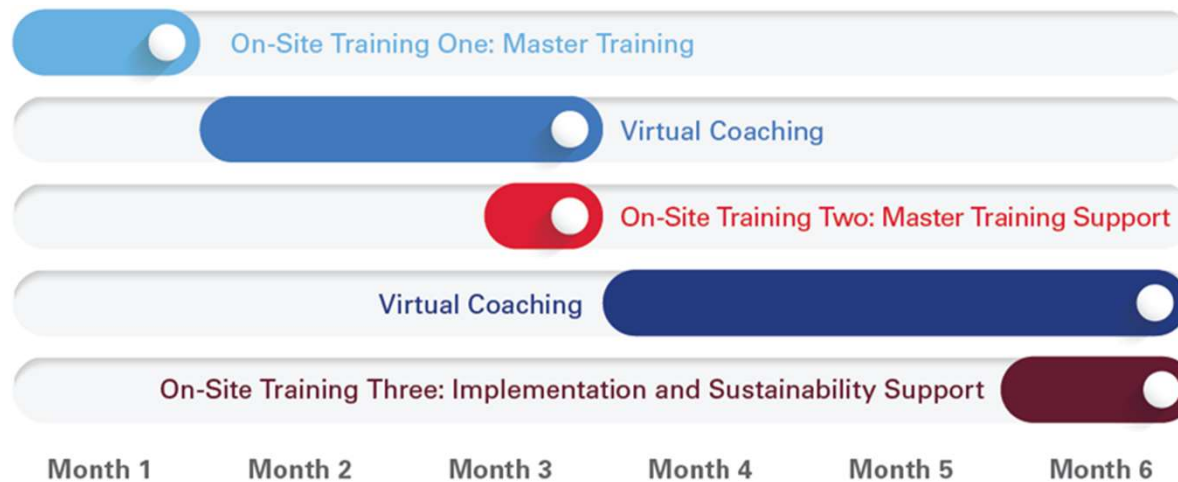 On-Site Training One: Master Training
Virtual Coaching
On-Site Training Two: Master Training Support
Virtual Coaching
On-Site Training Three: Implementation and Sustainability Support
Month 1 Month 2 Month 3 Month 4 Month 5 Month 6